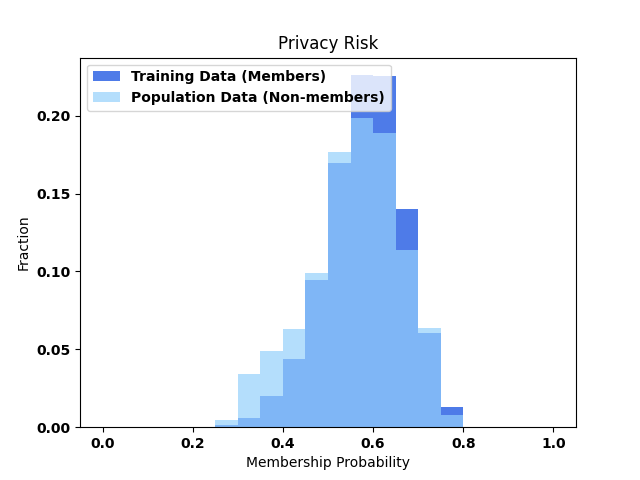 Privacy Risk
Training Data (Members)
Population Data (Non-members)
Fraction
0.20
0.15
0.10
0.05
0.00
0.0 0.2 0.4 0.6 0.8 1.0
Membership Probability